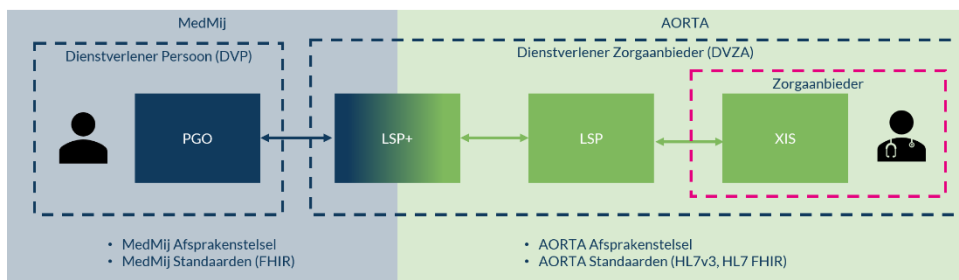 MedMij
AORTA
Dienstverlener Persoon (DVP)
Dienstverlener Zorgaanbieder (DVZA)
Zorgaanbieder
PGO
LSP+
LSP
XIS
• MedMij Afsprakenstelsel
• MedMij Standaarden (FHIR)
• AORTA Afsprakenstelsel
• AORTA Standaarden (HL7v3, HL7 FHIR)